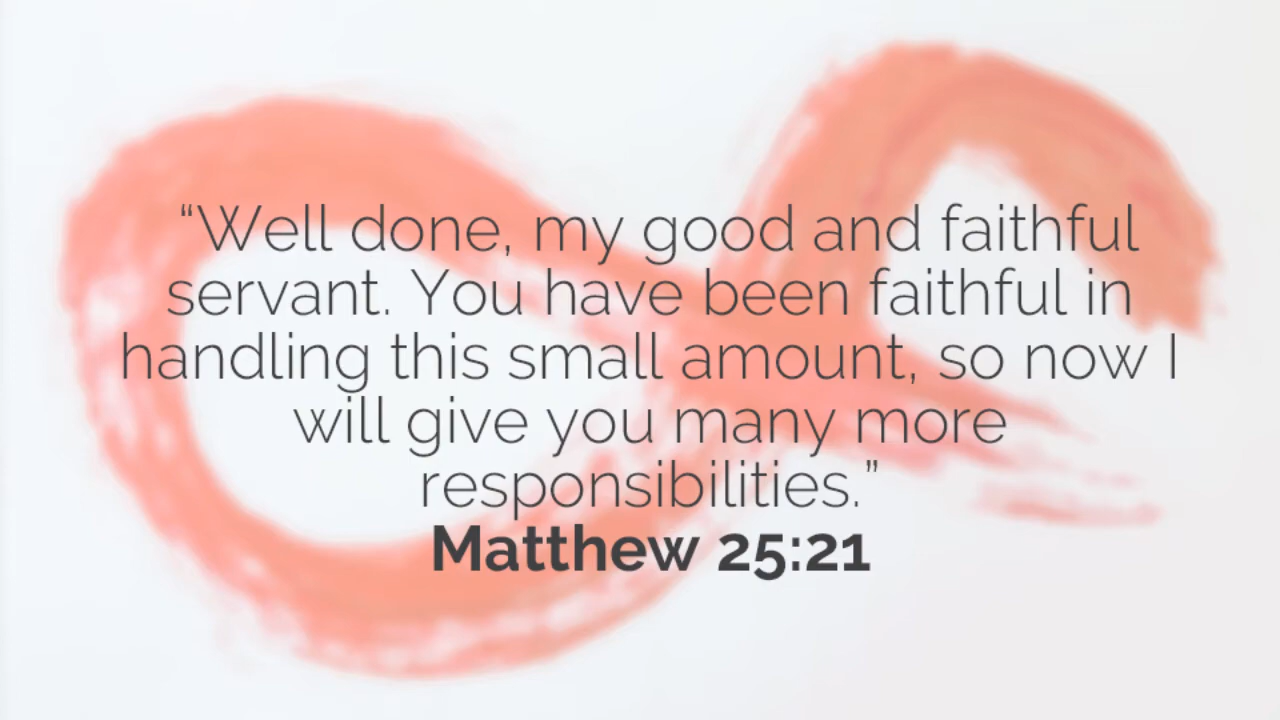 “Well done, my good and faithful
servant. You have been faithful in
handling this small amount, so now I
will give you many more
responsibilities.”
Matthew 25:21